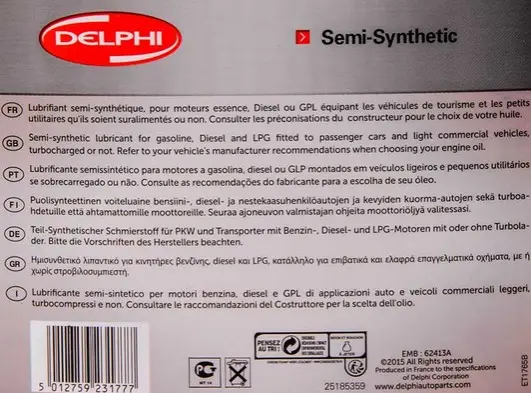 DELPHI
Semi-Synthetic
FR Lubrifiant semi-synthétique, pour moteurs essence, Diesel ou GPL équipant les véhicules de tourisme et les petits
utilitaires qu'ils soient suralimentés ou non. Consulter les préconisations du constructeur pour le choix de votre huile.
GB Semi-synthetic lubricant for gasoline, Diesel and LPG fitted to passenger cars and light commercial vehicles,
turbocharged or not. Refer to your vehicle's manufacturer recommendations when choosing your engine oil.
PT Lubrificante semissintético para motores a gasolina, diesel ou GLP montados em veículos ligeiros e pequenos utilitários
se sobrecarregado ou não. Consulte as recomendações do fabricante para a escolha de seu óleo.
FI Puolisynteettinen voiteluaine bensiini-, diesel- ja nestekaasuhenkilöautojen ja kevyiden kuorma-autojen sekä turboa-
hdetuille että ahtamattomille moottoreille. Seuraa ajoneuvon valmistajan ohjeita moottoriöljyä valitessasi.
DE Teil-Synthetischer Schmierstoff für PKW und Transporter mit Benzin-, Diesel- und LPG-Motoren mit oder ohne Turbola-
der. Bitte die Vorschriften des Herstellers beachten.
GR Ημισυνθετικό λιπαντικό για κινητήρες βενζίνης, diesel και LPG, κατάλληλο για επιβατικά και ελαφρά επαγγελματικά οχήματα, με ή
χωρίς στροβιλοσυμπιεστή.
I Lubrificante semi-sintetico per motori benzina, diesel e GPL di applicazioni auto e veicoli commerciali leggeri,
turbocompressi e non. Consultare le raccomandazioni del Costruttore per la scelta dell'olio.
PENSEZ
AU TRI :
À JETER
EMB : 62413A
©2015 All Rights reserved
Produced in France to the specifications
of Delphi Corporation
www.delphiautoparts.com
5 012759 231777
25185359
ET1765B